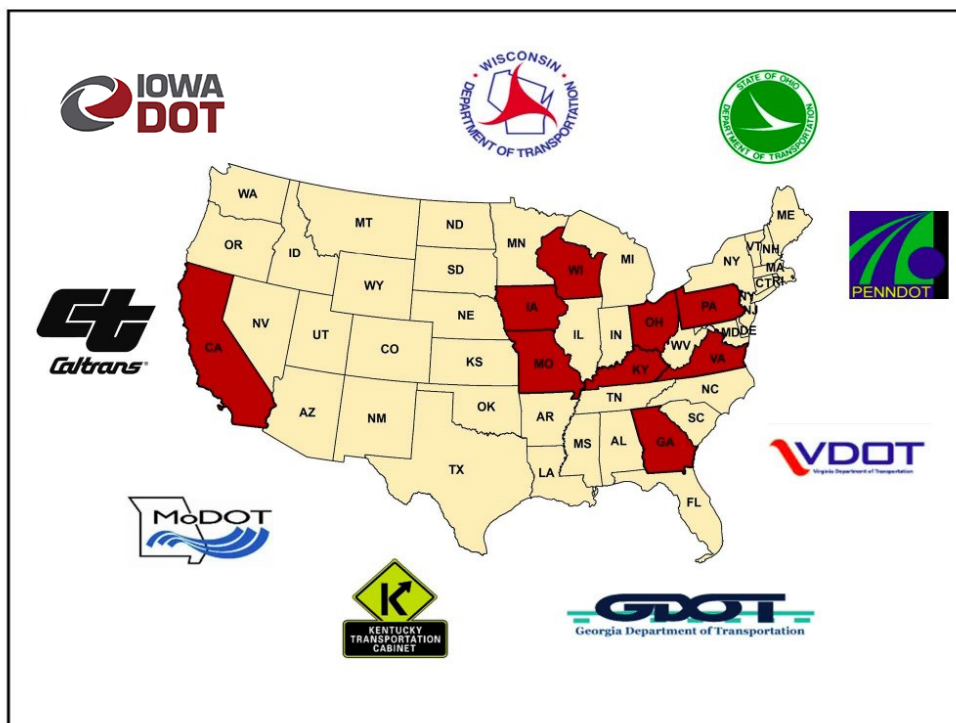 IOWA
DOT
WISCONSIN
DEPARTMENT OF TRANSPORTATION
STATE OF OHIO
DEPARTMENT OF TRANSPORTATION
WA
MT
ND
ME
OR
ID
MN
VT
NH
SD
WI
MI
NY
MA
WY
CT
RI
PENNDOT
IA
PA
NY
NE
NJ
Caltrans
CA
NV
UT
IL
IN
OH
MD
DE
CO
WV
KS
MO
KY
VA
TN
NC
OK
AZ
NM
AR
SC
MS
AL
GA
VDOT
Virginia Department of Transportation
TX
LA
FL
MoDOT
KENTUCKY
TRANSPORTATION
CABINET
GDOT
Georgia Department of Transportation